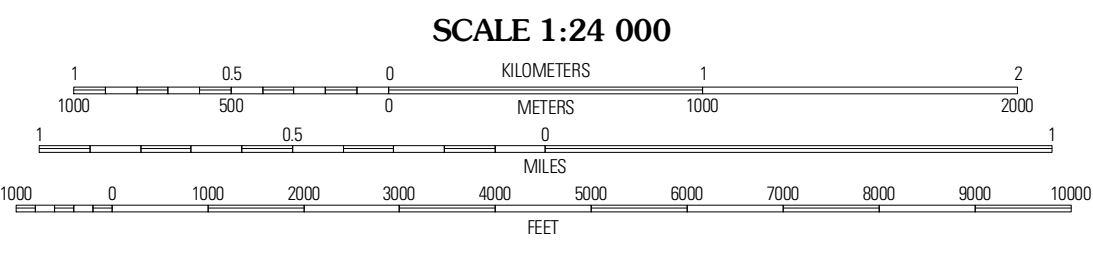 SCALE 1:24 000
1 0.5 0 KILOMETERS 1 2
1000 500 0 METERS 1000 2000
1 0.5 0 1
MILES
1000 0 1000 2000 3000 4000 5000 6000 7000 8000 9000 10000
FEET